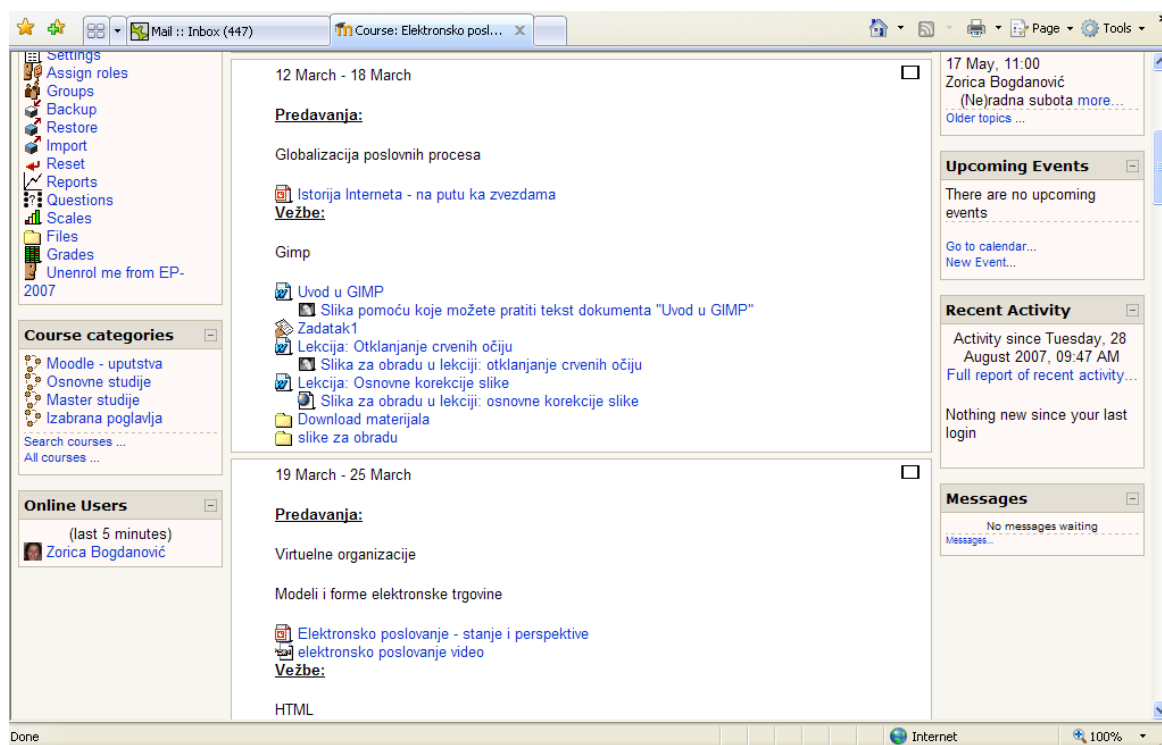 Mail :: Inbox (447)
Course: Elektronsko posl...
Page
Tools
Settings
Assign roles
Groups
Backup
Restore
Import
Reset
Reports
Questions
Scales
Files
Grades
Unenrol me from EP-
2007
Course categories
Moodle - uputstva
Osnovne studije
Master studije
Izabrana poglavlja
Search courses ...
All courses ...
Online Users
(last 5 minutes)
Zorica Bogdanović
12 March - 18 March
Predavanja:
Globalizacija poslovnih procesa
Istorija Interneta - na putu ka zvezdama
Vežbe:
Gimp
Uvod u GIMP
Slika pomoću koje možete pratiti tekst dokumenta "Uvod u GIMP"
Zadatak1
Lekcija: Otklanjanje crvenih očiju
Slika za obradu u lekciji: otklanjanje crvenih očiju
Lekcija: Osnovne korekcije slike
Slika za obradu u lekciji: osnovne korekcije slike
Download materijala
slike za obradu
19 March - 25 March
Predavanja:
Virtuelne organizacije
Modeli i forme elektronske trgovine
Elektronsko poslovanje - stanje i perspektive
elektronsko poslovanje video
Vežbe:
HTML
17 May, 11:00
Zorica Bogdanović
(Ne)radna subota more...
Older topics ...
Upcoming Events
There are no upcoming
events
Go to calendar...
New Event...
Recent Activity
Activity since Tuesday, 28
August 2007, 09:47 AM
Full report of recent activity...
Nothing new since your last
login
Messages
No messages waiting
Messages...
Done
Internet
100%